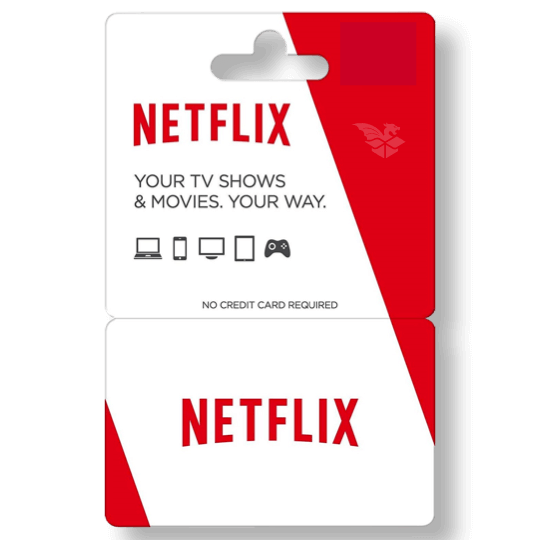 NETFLIX
YOUR TV SHOWS
& MOVIES. YOUR WAY.
NO CREDIT CARD REQUIRED
NETFLIX